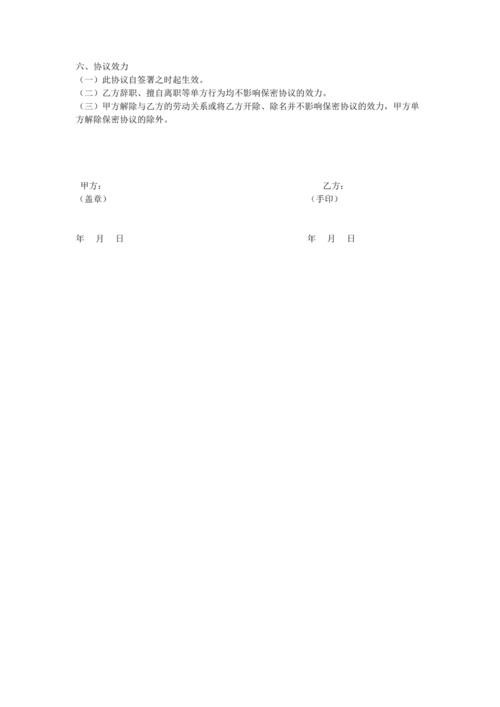 六、协议效力
（一）此协议自签署之时起生效。
（二）乙方辞职、擅自离职等单方行为均不影响保密协议的效力。
（三）甲方解除与乙方的劳动关系或将乙方开除、除名并不影响保密协议的效力，甲方单
方解除保密协议的除外。
甲方： 乙方：
（盖章） （手印）
年 月 日 年 月 日